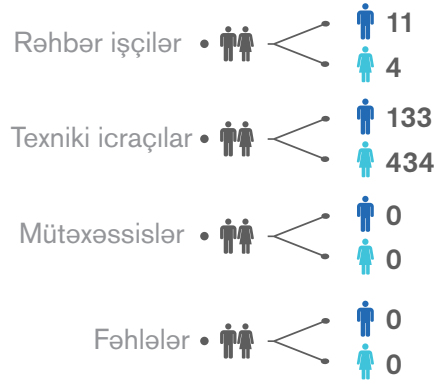 Rəhbər işçilər
11
4
Texniki icraçılar
133
434
Mütəxəssislər
0
0
Fəhlələr
0
0